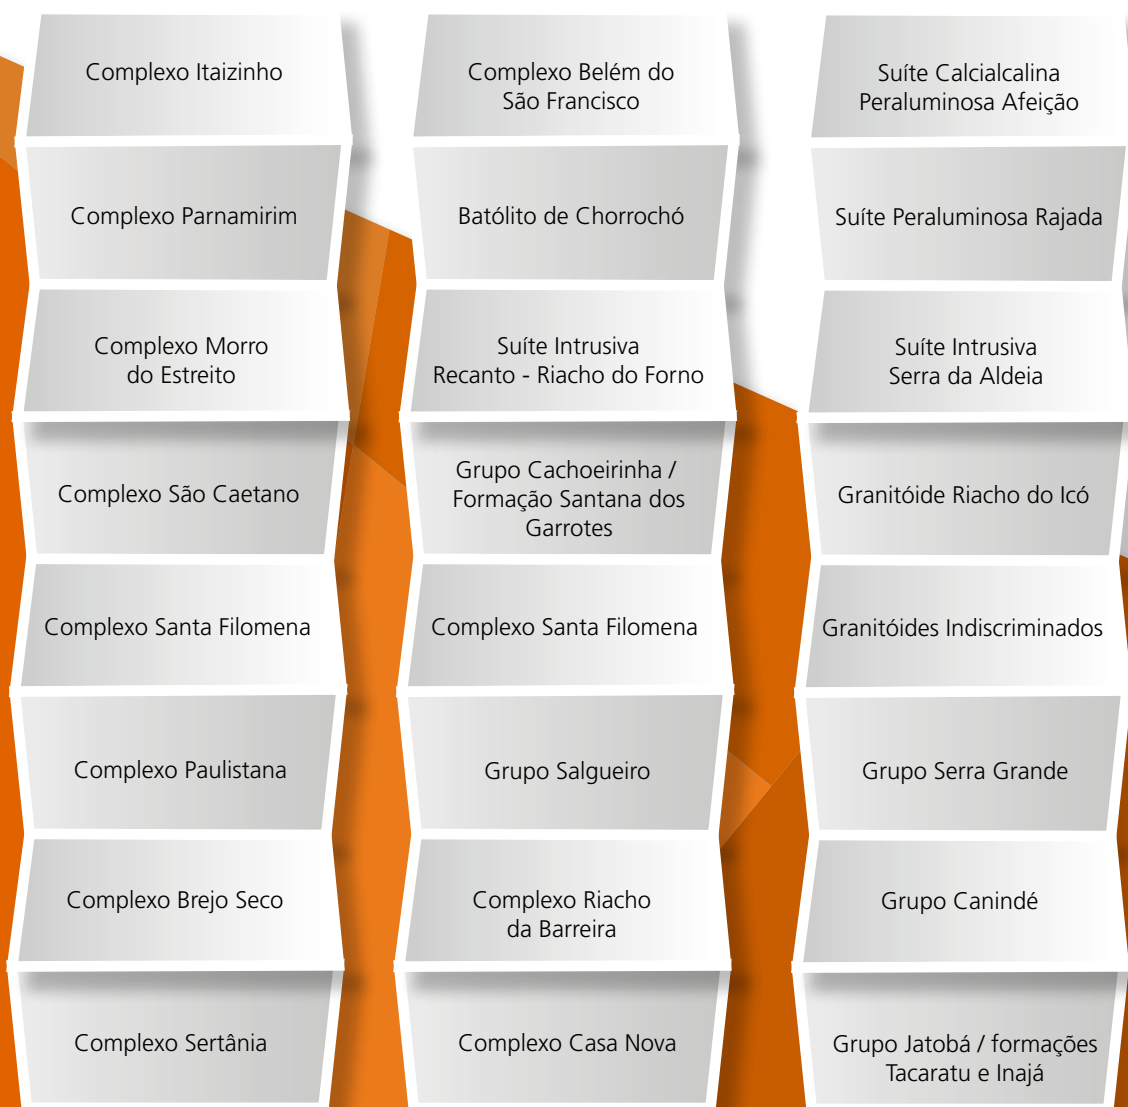 Complexo Itaizinho
Complexo Parnamirim
Complexo Morro
do Estreito
Complexo São Caetano
Complexo Santa Filomena
Complexo Paulistana
Complexo Brejo Seco
Complexo Sertânia
Complexo Belém do
São Francisco
Batólito de Chorrochó
Suíte Intrusiva
Recanto - Riacho do Forno
Grupo Cachoeirinha /
Formação Santana dos
Garrotes
Complexo Santa Filomena
Grupo Salgueiro
Complexo Riacho
da Barreira
Complexo Casa Nova
Suíte Calcialcalina
Peraluminosa Afeição
Suíte Peraluminosa Rajada
Suíte Intrusiva
Serra da Aldeia
Granitóide Riacho do Icó
Granitóides Indiscriminados
Grupo Serra Grande
Grupo Canindé
Grupo Jatobá / formações
Tacaratu e Inajá